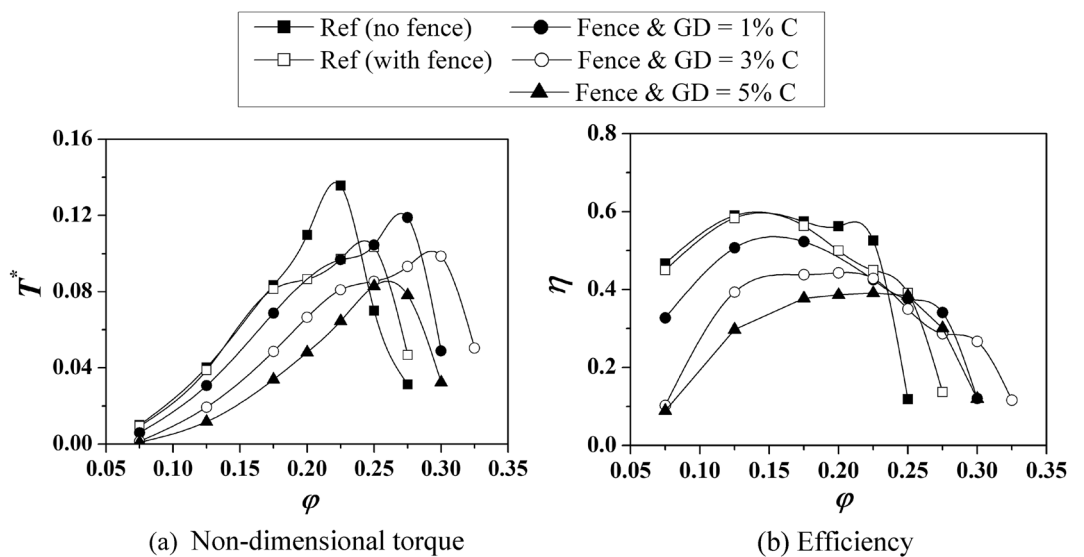 Ref (no fence) Fence & GD = 1% C
Ref (with fence) Fence & GD = 3% C
Fence & GD = 5% C
0.16
0.12
0.08
0.04
0.00
T*
0.05 0.10 0.15 0.20 0.25 0.30 0.35
φ
(a) Non-dimensional torque
0.8
0.6
0.4
0.2
0.0
η
0.05 0.10 0.15 0.20 0.25 0.30 0.35
φ
(b) Efficiency